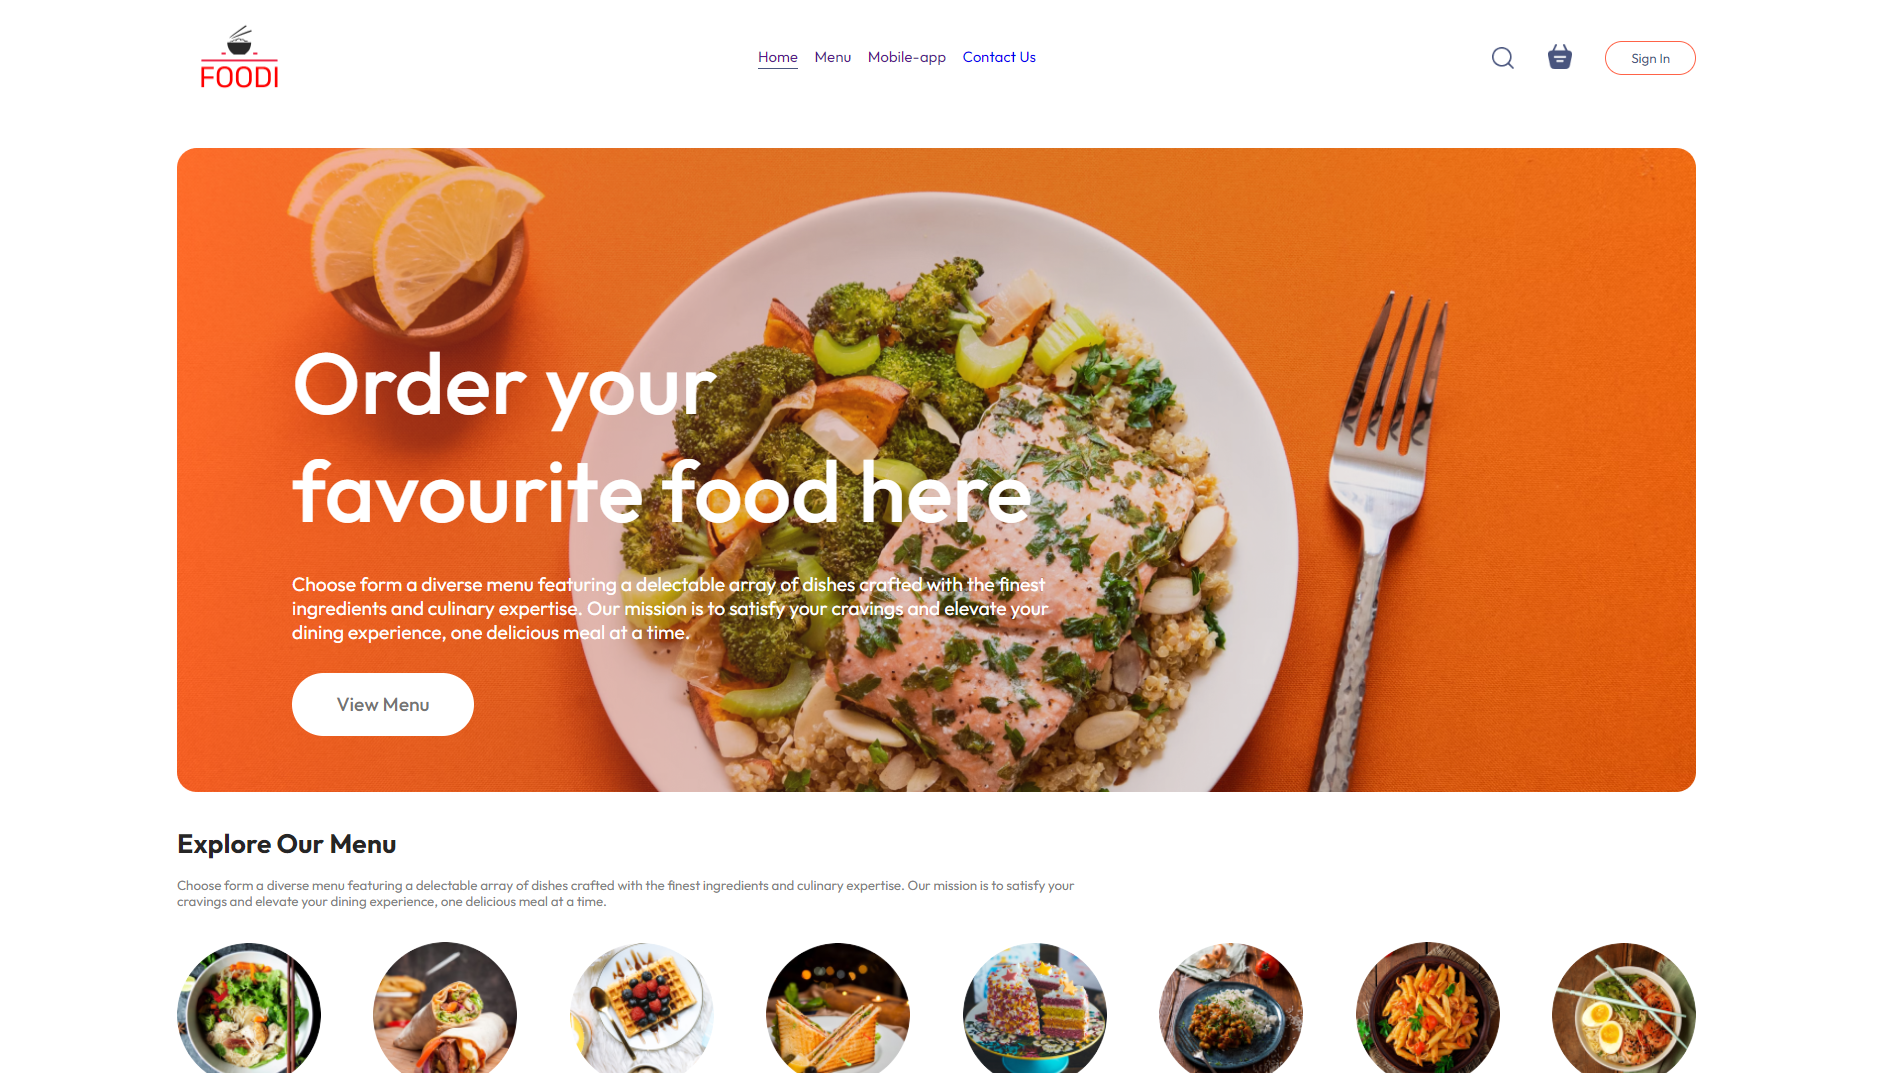 FOODI
Home Menu Mobile-app Contact Us
Sign In
Order your
favourite food here
Choose form a diverse menu featuring a delectable array of dishes crafted with the finest
ingredients and culinary expertise. Our mission is to satisfy your cravings and elevate your
dining experience, one delicious meal at a time.
View Menu
Explore Our Menu
Choose form a diverse menu featuring a delectable array of dishes crafted with the finest ingredients and culinary expertise. Our mission is to satisfy your
cravings and elevate your dining experience, one delicious meal at a time.